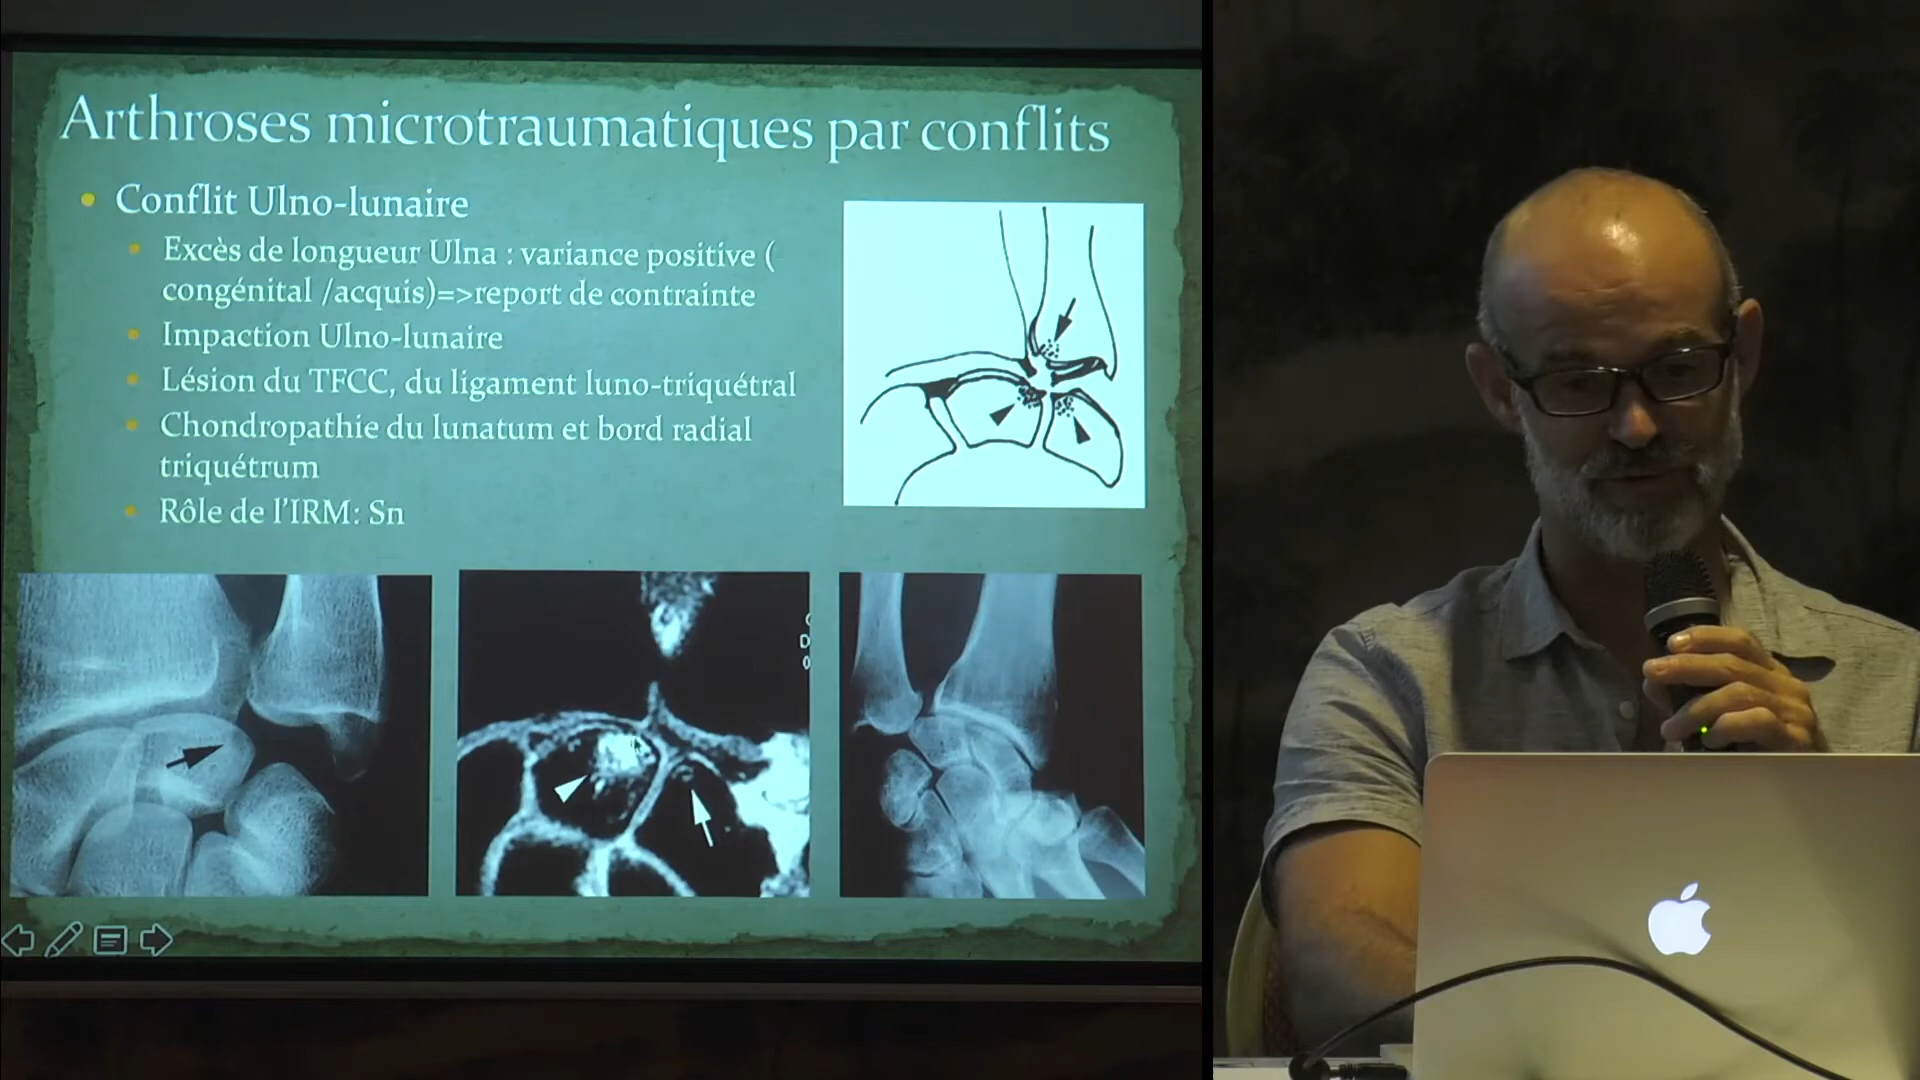 Arthroses microtraumatiques par conflits
Conflit Ulno-lunaire
Excès de longueur Ulna : variance positive (
congénital /acquis)=>report de contrainte
Impaction Ulno-lunaire
Lésion du TFCC, du ligament luno-triquétral
Chondropathie du lunatum et bord radial
triquétrum
Rôle de l'IRM: Sn
D
0